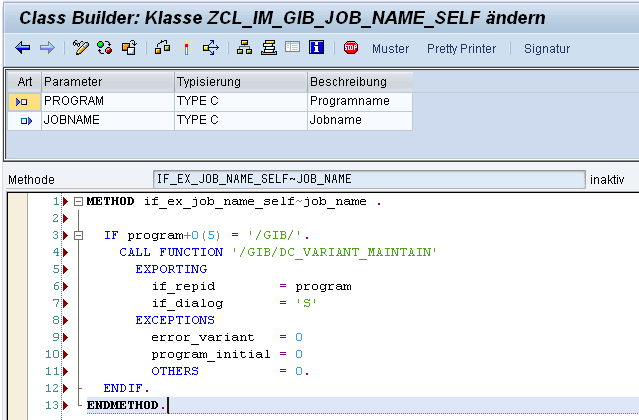 Class Builder: Klasse ZCL_IM_GIB_JOB_NAME_SELF ändern
STOP Muster Pretty Printer Signatur
Art Parameter Typisierung Beschreibung
PROGRAM TYPE C Programname
JOBNAME TYPE C Jobname
Methode IF_EX_JOB_NAME_SELF~JOB_NAME inaktiv
1 METHOD if_ex_job_name_self~job_name .
2
3 IF program+0(5) = '/GIB/'.
4 CALL FUNCTION '/GIB/DC_VARIANT_MAINTAIN'
5 EXPORTING
6 if_repid = program
7 if_dialog = 'S'
8 EXCEPTIONS
9 error_variant = 0
10 program_initial = 0
11 OTHERS = 0.
12 ENDIF.
13 ENDMETHOD.